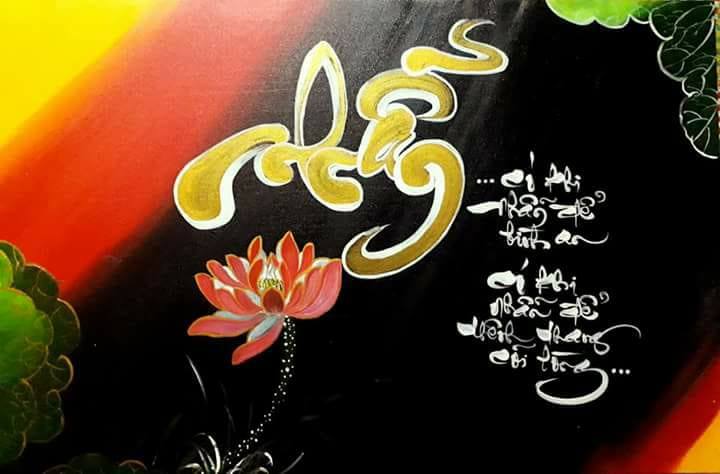 Nhẫn
... có khi
nhẫn để
bình an
có khi
nhẫn để
thênh thang
cõi lòng...